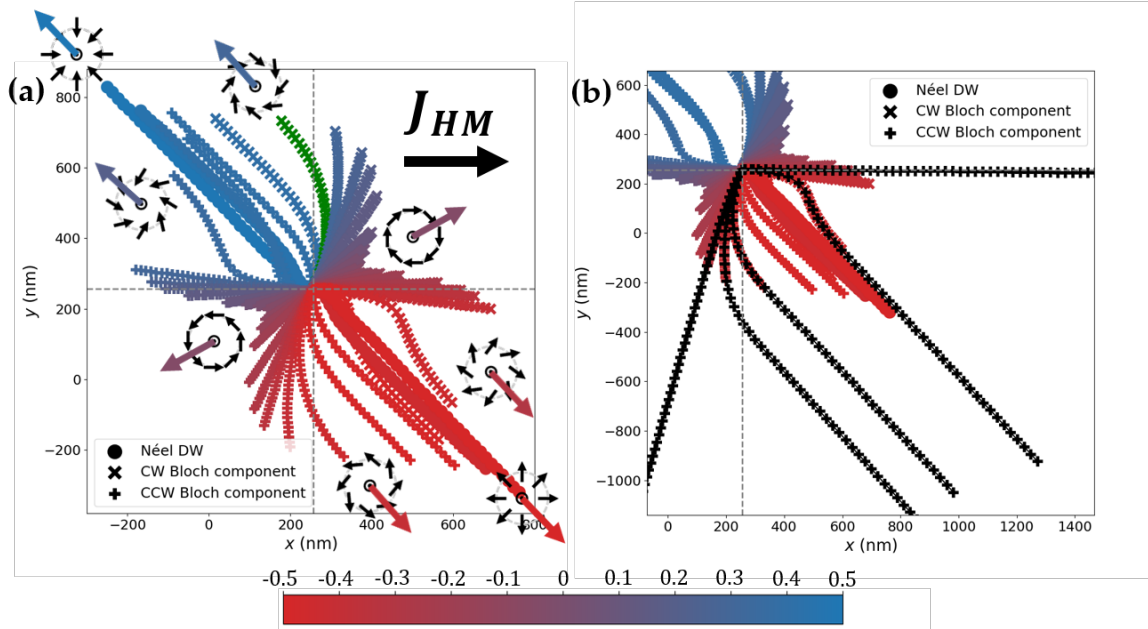 (a)
J_HM
y (nm)
800
600
400
200
0
−200
Néel DW
CW Bloch component
CCW Bloch component
−200 0 200 400 600 800
x (nm)
(b)
y (nm)
600
400
200
0
−200
−400
−600
−800
−1000
Néel DW
CW Bloch component
CCW Bloch component
0 200 400 600 800 1000 1200 1400
x (nm)
-0.5 -0.4 -0.3 -0.2 -0.1 0 0.1 0.2 0.3 0.4 0.5